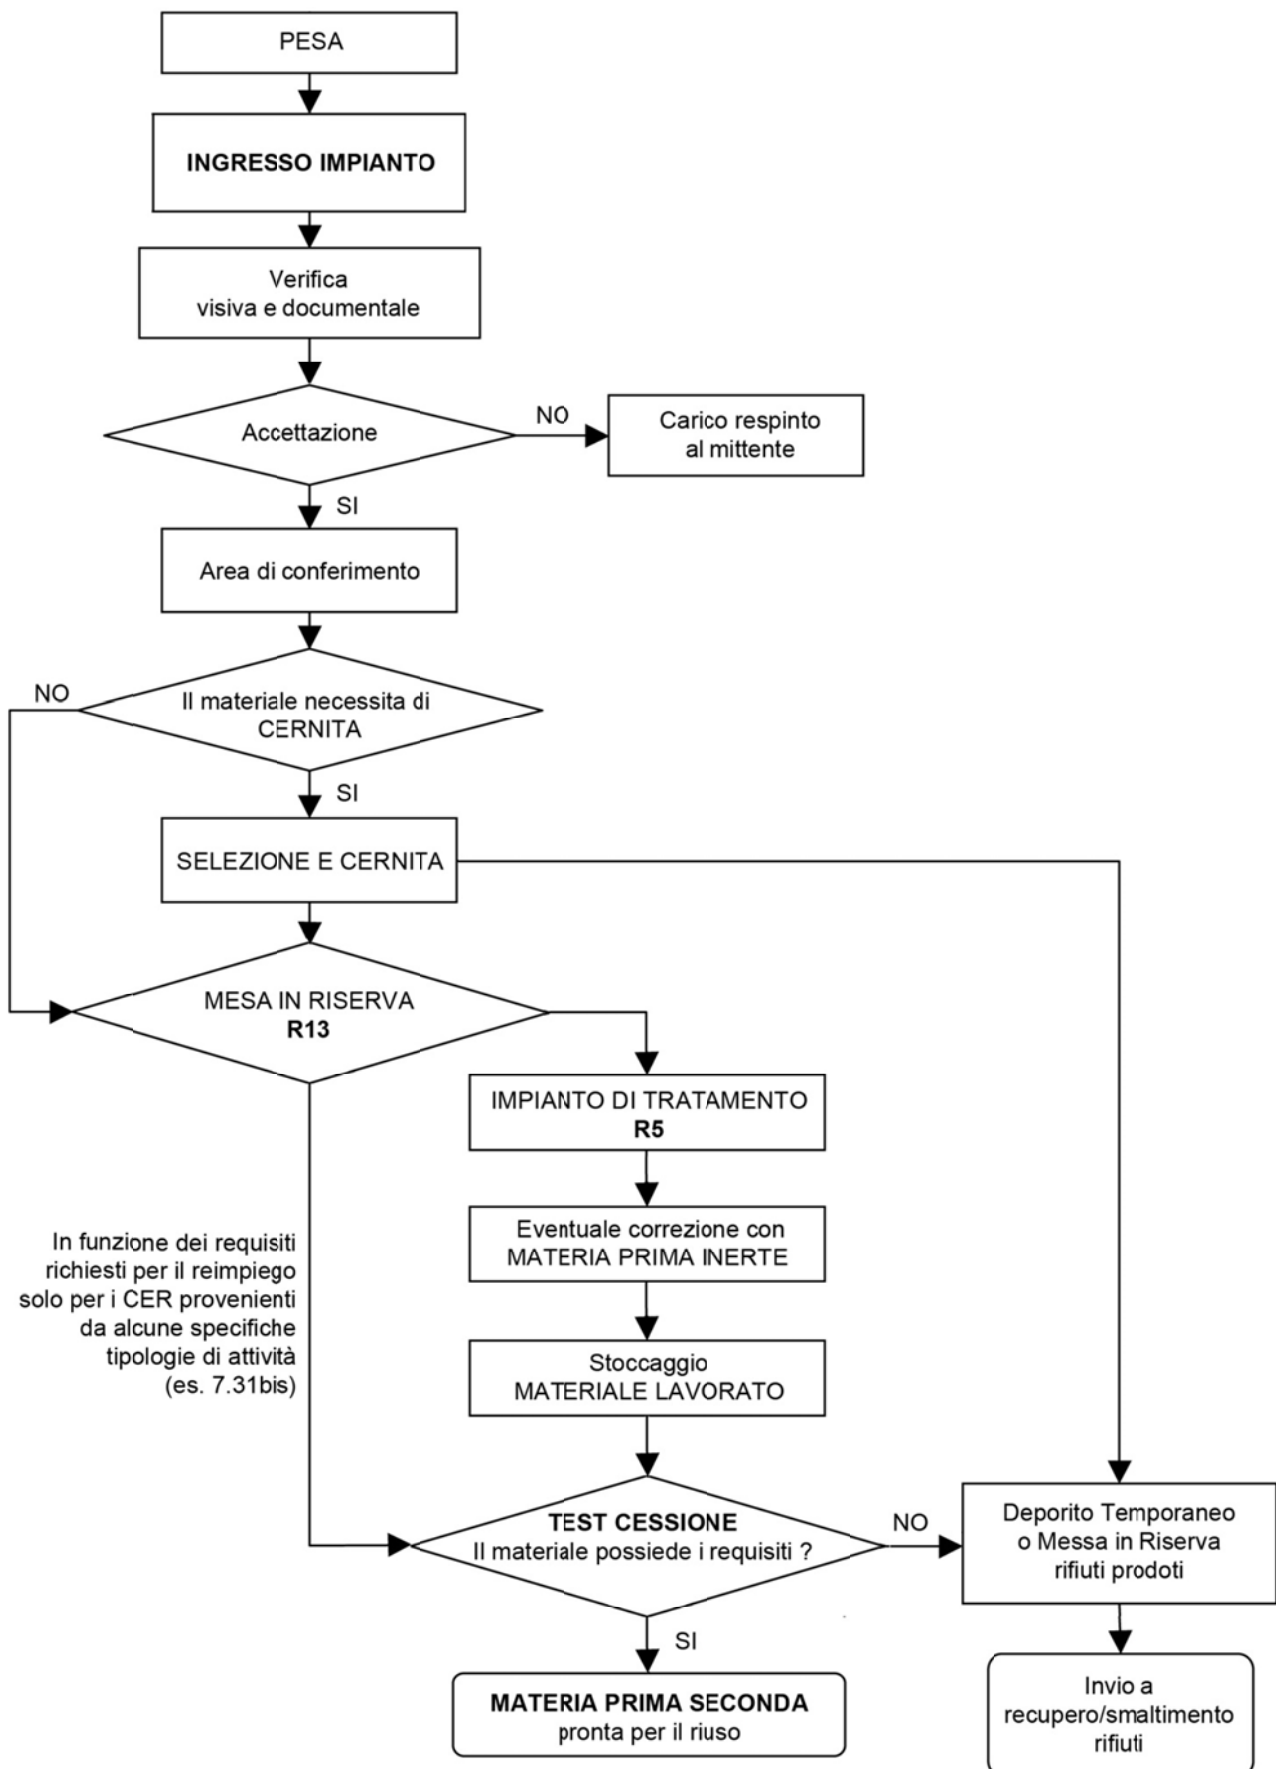 PESA
INGRESSO IMPIANTO
Verifica
visiva e documentale
Accettazione
NO
Carico respinto
al mittente
SI
Area di conferimento
NO
Il materiale necessita di
CERNITA
SI
SELEZIONE E CERNITA
MESA IN RISERVA
R13
IMPIANTO DI TRATAMENTO
R5
Eventuale correzione con
MATERIA PRIMA INERTE
In funzione dei requisiti
richiesti per il reimpiego
solo per i CER provenienti
da alcune specifiche
tipologie di attività
(es. 7.31bis)
Stoccaggio
MATERIALE LAVORATO
TEST CESSIONE
Il materiale possiede i requisiti ?
NO
Deporito Temporaneo
o Messa in Riserva
rifiuti prodoti
SI
MATERIA PRIMA SECONDA
pronta per il riuso
Invio a
recupero/smaltimento
rifiuti